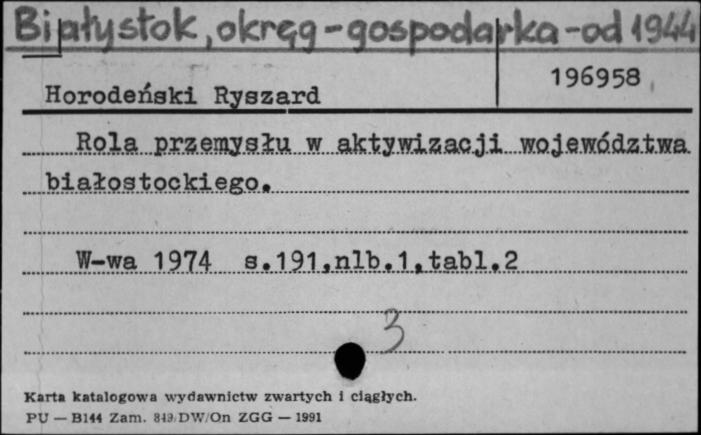 Białystok, okręg-gospodarka-od 1944
196958
Horodeński Ryszard
Rola przemysłu w aktywizacji województwa
białostockiego.
W-wa 1974 s.191,nlb.1,tabl.2
3
Karta katalogowa wydawnictw zwartych i ciągłych.
PU — B144 Zam. 849/DW/On ZGG — 1991